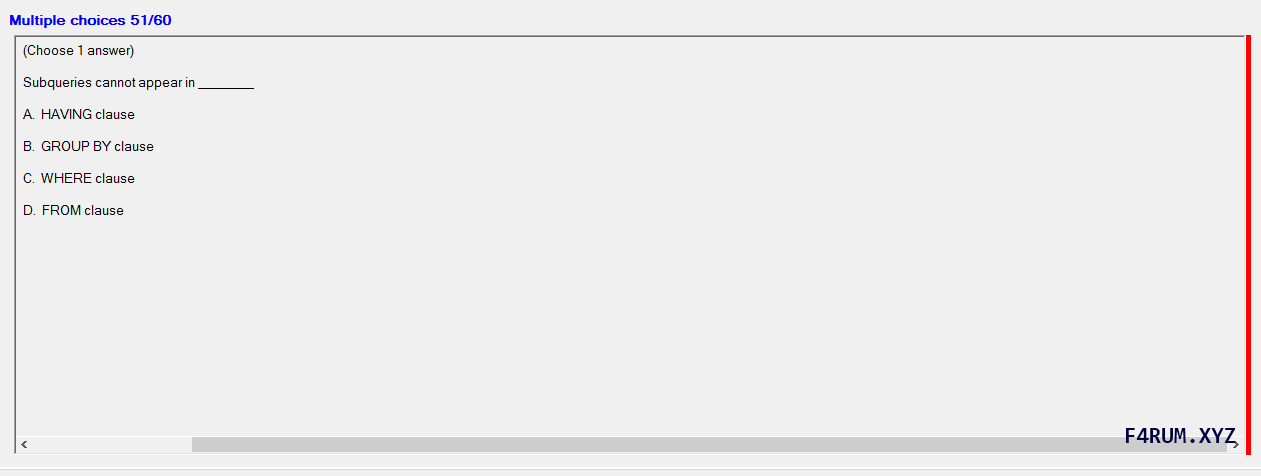 Multiple choices 51/60
(Choose 1 answer)
Subqueries cannot appear in ________
A. HAVING clause
B. GROUP BY clause
C. WHERE clause
D. FROM clause
F4RUM.XYZ